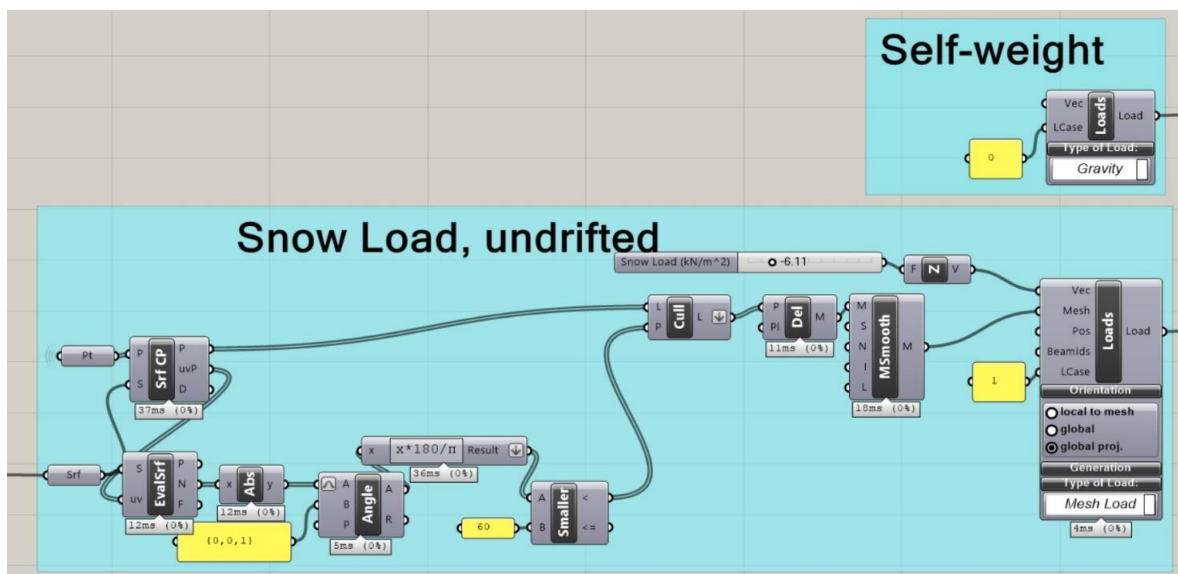 Self-weight
Vec
LCase
Loads
Load
Type of Load:
Gravity
0
Snow Load, undrifted
Snow Load (kN/m^2)
-6.11
F
Z
V
Pt
P
S
Srf CP
P
uvP
D
37ms (0%)
L
P
Cull
L
P
Pl
Del
M
11ms (0%)
M
S
N
I
L
MSmooth
M
18ms (0%)
Vec
Mesh
Pos
BeamIds
LCase
Loads
Load
Orientation
local to mesh
global
global proj.
Generation
Type of Load:
Mesh Load
4ms (0%)
1
Srf
S
uv
EvalSrf
P
N
F
12ms (0%)
x
Abs
y
12ms (0%)
{0,0,1}
A
B
P
Angle
A
R
5ms (0%)
x
x*180/π
Result
36ms (0%)
60
A
B
Smaller
<
<=